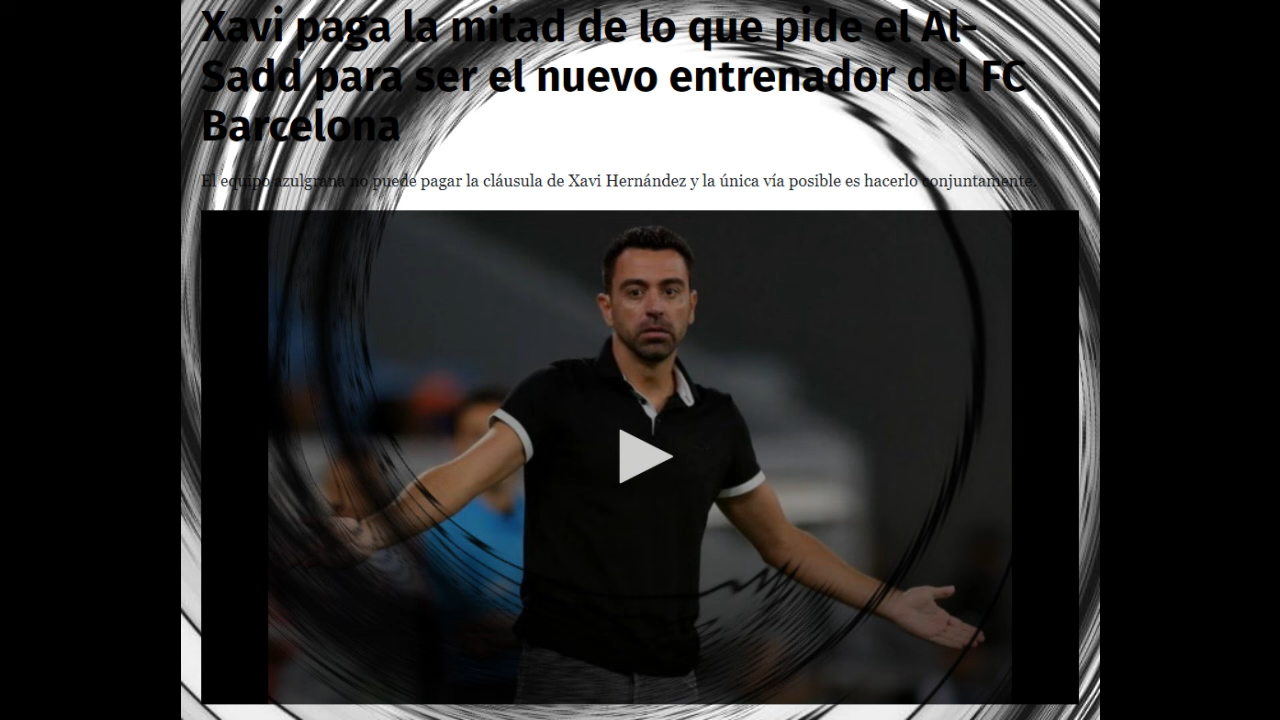 Xavi paga la mitad de lo que pide el Al-
Sadd para ser el nuevo entrenador del FC
Barcelona
El equipo azulgrana no puede pagar la cláusula de Xavi Hernández y la única vía posible es hacerlo conjuntamente.